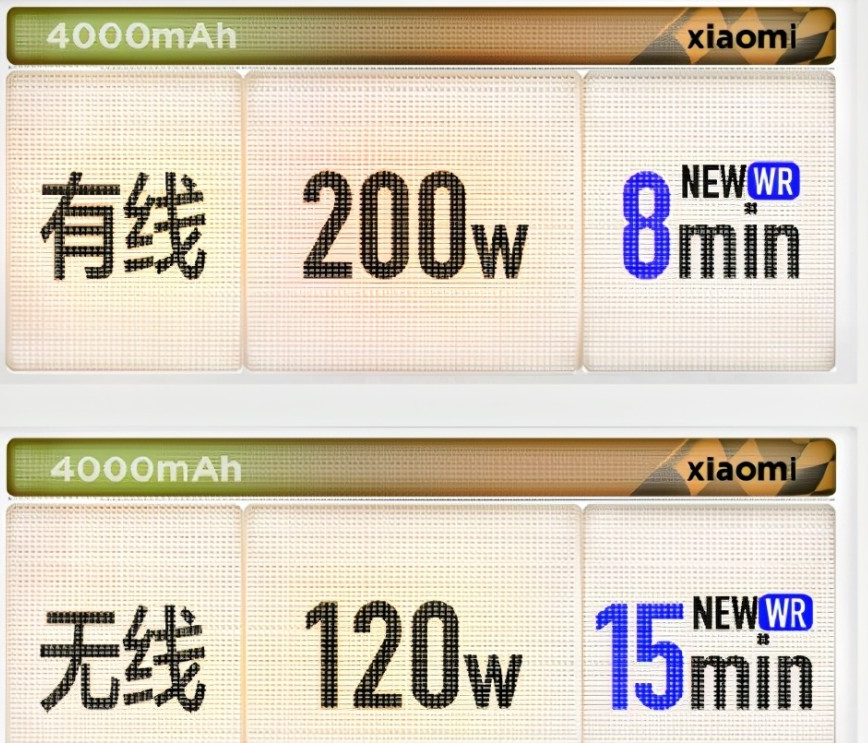 4000mAh xiaomi
有线 200w 8min NEW WR
4000mAh xiaomi
无线 120w 15min NEW WR